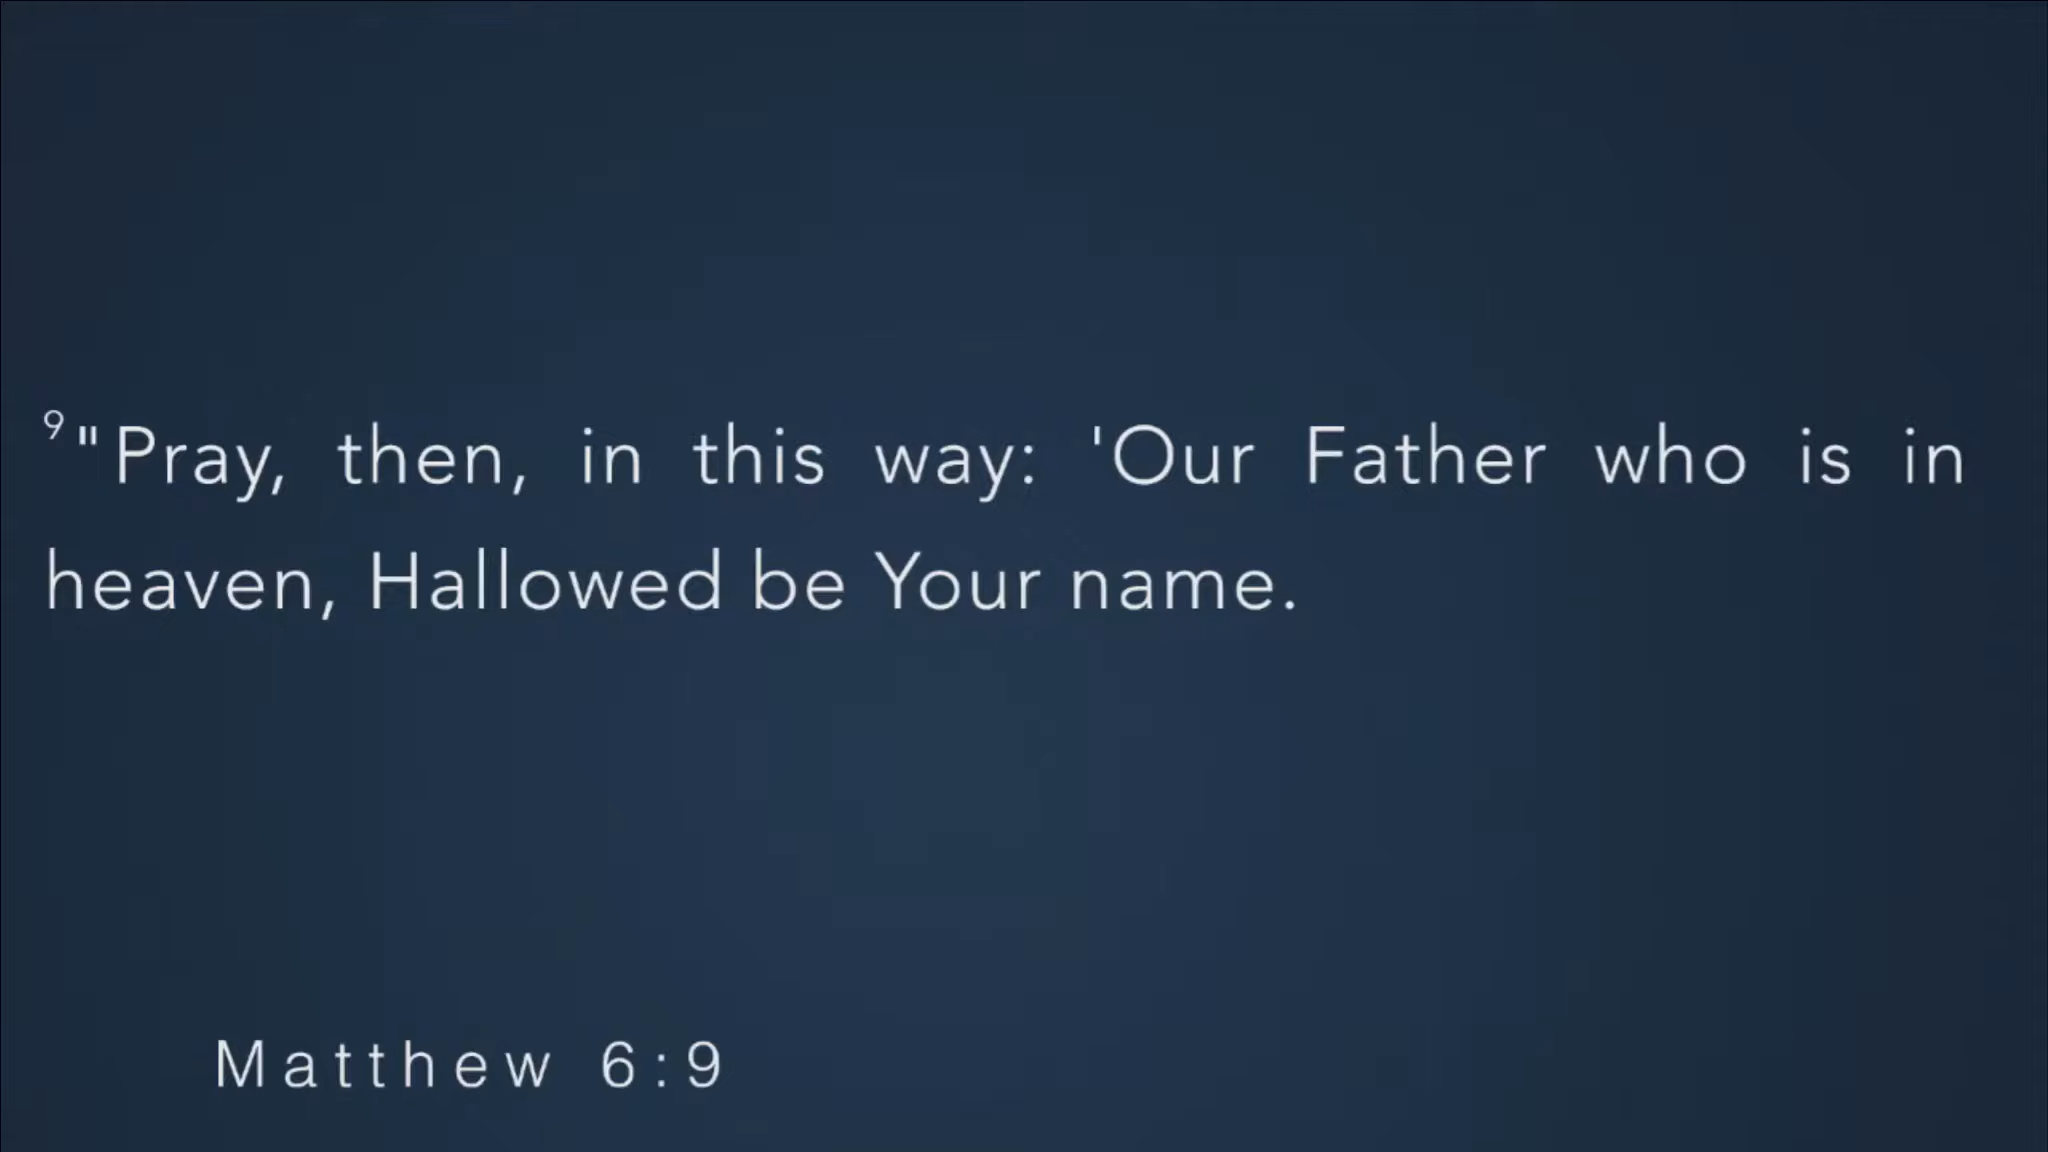 ⁹"Pray, then, in this way: 'Our Father who is in
heaven, Hallowed be Your name.
Matthew 6:9